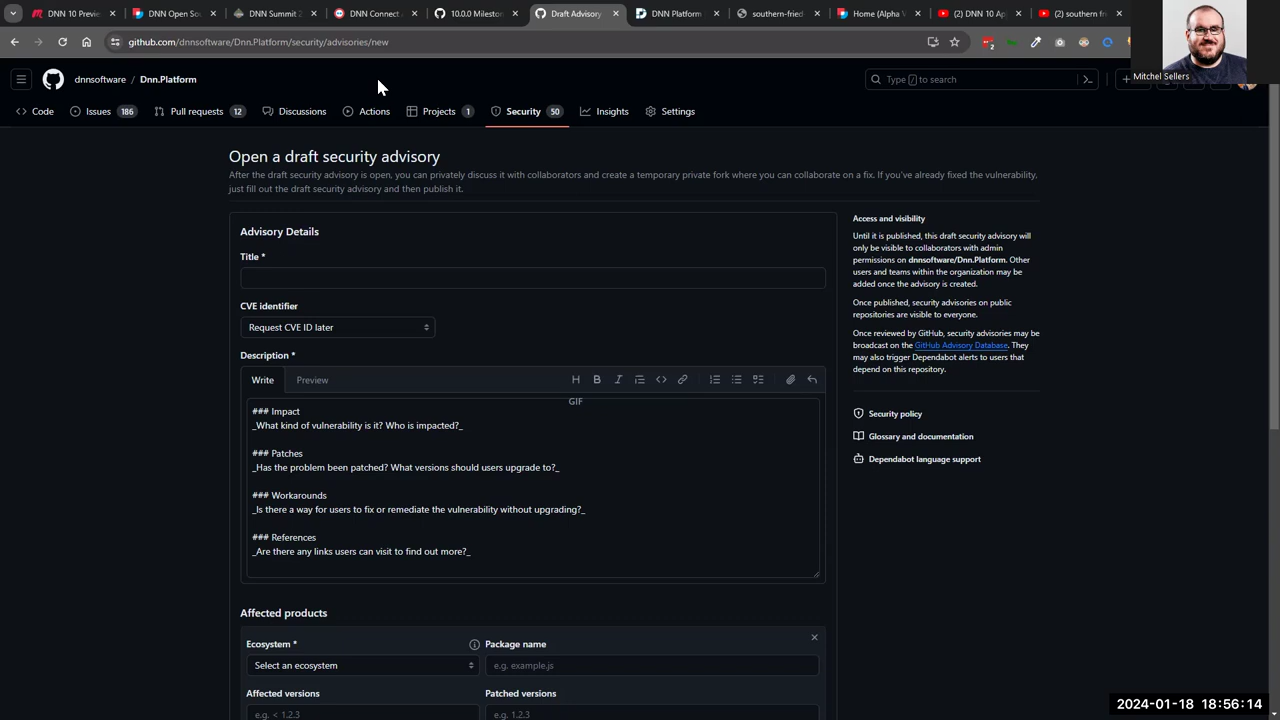 DNN 10 Previe
DNN Open So
DNN Summit 2
DNN Connect
10.0.0 Milesto
Draft Advisory
DNN Platform
southern-fried
Home (Alpha
(2) DNN 10 Ap
(2) southern fr
github.com/dnnsoftware/Dnn.Platform/security/advisories/new
Mitchel Sellers
dnnsoftware / Dnn.Platform
Type / to search
Code
Issues 186
Pull requests 12
Discussions
Actions
Projects 1
Security 50
Insights
Settings
Open a draft security advisory
After the draft security advisory is open, you can privately discuss it with collaborators and create a temporary private fork where you can collaborate on a fix. If you've already fixed the vulnerability,
just fill out the draft security advisory and then publish it.
Advisory Details
Title *
CVE identifier
Request CVE ID later
Description *
Write
Preview
GIF
### Impact
_What kind of vulnerability is it? Who is impacted?_
### Patches
_Has the problem been patched? What versions should users upgrade to?_
### Workarounds
_Is there a way for users to fix or remediate the vulnerability without upgrading?_
### References
_Are there any links users can visit to find out more?_
Affected products
Ecosystem *
Package name
Select an ecosystem
e.g. example.js
Affected versions
Patched versions
e.g. < 1.2.3
e.g. 1.2.3
Access and visibility
Until it is published, this draft security advisory will
only be visible to collaborators with admin
permissions on dnnsoftware/Dnn.Platform. Other
users and teams within the organization may be
added once the advisory is created.
Once published, security advisories on public
repositories are visible to everyone.
Once reviewed by GitHub, security advisories may be
broadcast on the GitHub Advisory Database. They
may also trigger Dependabot alerts to users that
depend on this repository.
Security policy
Glossary and documentation
Dependabot language support
2024-01-18 18:56:14